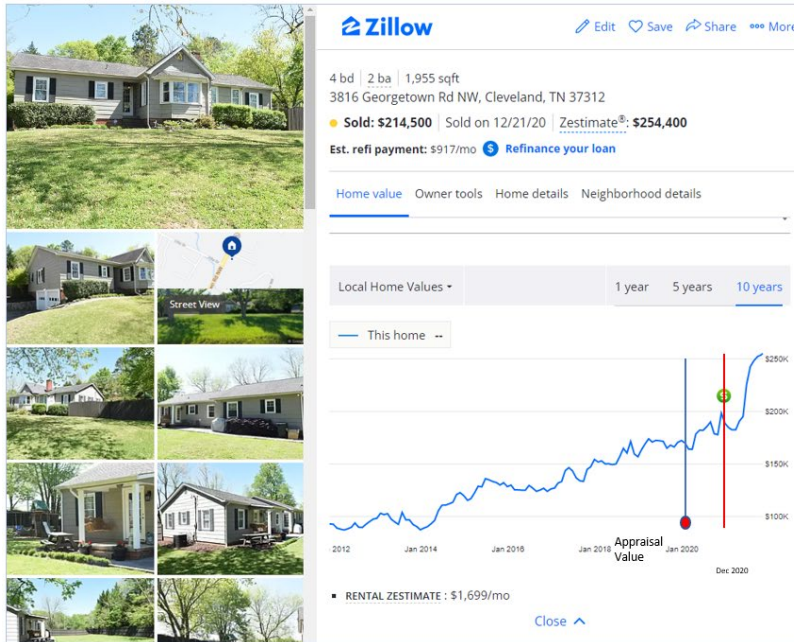 Zillow
Edit Save Share More
4 bd 2 ba 1,955 sqft
3816 Georgetown Rd NW, Cleveland, TN 37312
Sold: $214,500 Sold on 12/21/20 Zestimate®: $254,400
Est. refi payment: $917/mo $ Refinance your loan
Home value Owner tools Home details Neighborhood details
Street View
Local Home Values 1 year 5 years 10 years
This home --
$250K
$200K
$150K
$100K
2012 Jan 2014 Jan 2016 Jan 2018 Jan 2020
Appraisal
Value
Dec 2020
RENTAL ZESTIMATE : $1,699/mo
Close